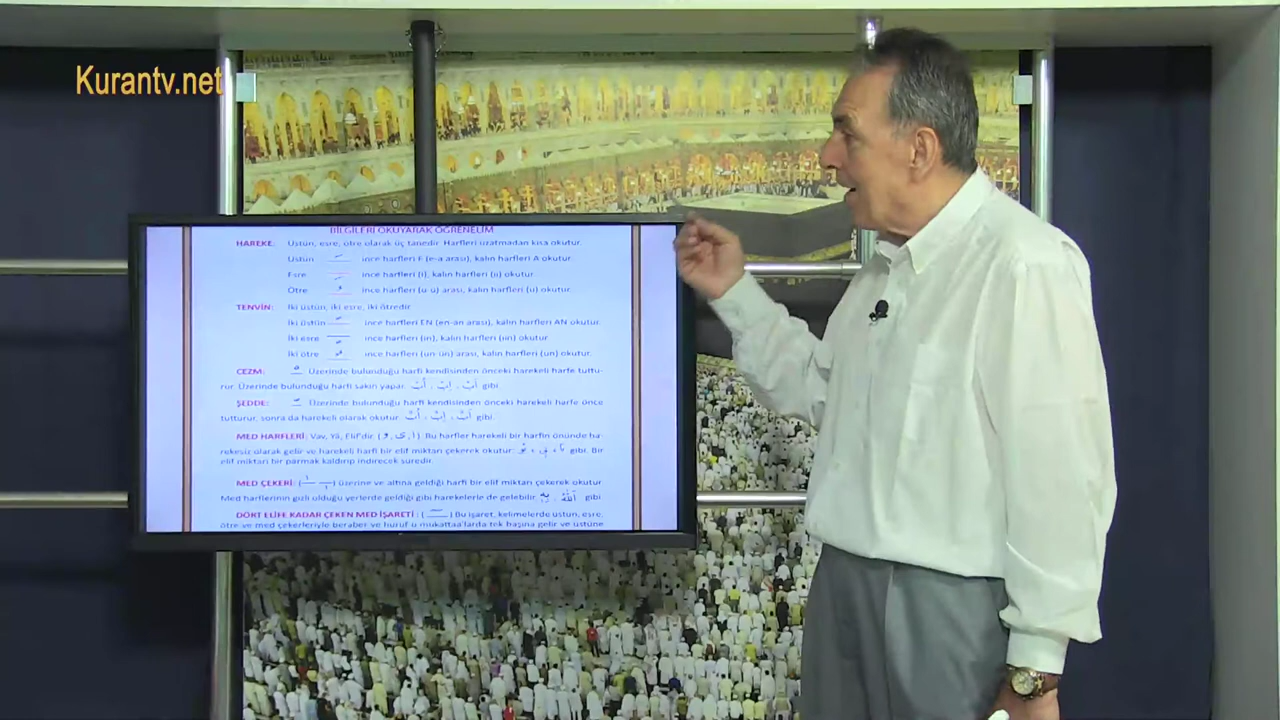 Kurantv.net
BİLGİLERİ OKUYARAK ÖĞRENELİM
HAREKE: Üstün, esre, ötre olarak üç tanedir. Harfleri uzatmadan kısa okutur.
Üstün ince harfleri E (e-a arası), kalın harfleri A okutur.
Esre ince harfleri (i), kalın harfleri (ıı) okutur.
Ötre ince harfleri (u-ü) arası, kalın harfleri (u) okutur.
TENVİN: İki üstün, iki esre, iki ötredir.
İki üstün ince harfleri EN (en-an arası), kalın harfleri AN okutur.
İki esre ince harfleri (in), kalın harfleri (ıın) okutur
İki ötre ince harfleri (un-ün) arası, kalın harfleri (un) okutur.
CEZM: Üzerinde bulunduğu harfi kendisinden önceki harekeli harfe tuttu-
rur. Üzerinde bulunduğu harfi sakin yapar. اَتْ ، اِتْ ، اُتْ gibi.
ŞEDDE: Üzerinde bulunduğu harfi kendisinden önceki harekeli harfe önce
tutturur, sonra da harekeli olarak okutur. اَتَّ ، اِتَّ ، اُتَّ gibi.
MED HARFLERİ: Vav, Yâ, Elif'dir. (ا ، ى ، و) Bu harfler harekeli bir harfin önünde ha-
rekesiz olarak gelir ve harekeli harfi bir elif miktarı çekerek okutur: gibi. Bir
elif miktarı bir parmak kaldırıp indirecek süredir.
MED ÇEKERİ: üzerine ve altına geldiği harfi bir elif miktarı çekerek okutur.
Med harflerinin gizli olduğu yerlerde geldiği gibi harekelerle de gelebilir. اَللّٰهُ ، بِهٖ gibi
DÖRT ELİFE KADAR ÇEKEN MED İŞARETİ : Bu işaret, kelimelerde üstün, esre,
ötre ve med çekerleriyle beraber ve huruf u mukattaa'larda tek başına gelir ve üstüne